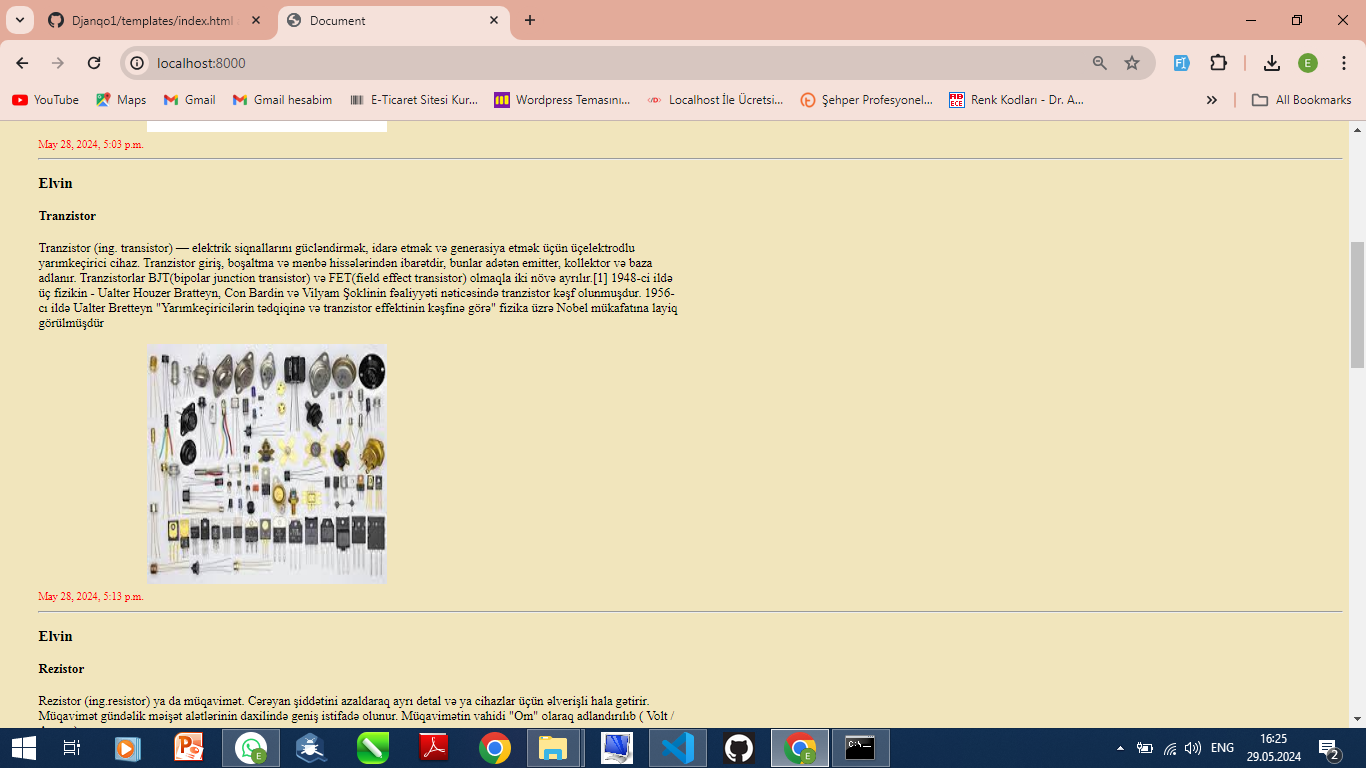 Djanqo1/templates/index.html
Document
localhost:8000
YouTube
Maps
Gmail
Gmail hesabim
E-Ticaret Sitesi Kur...
Wordpress Temasını...
Localhost İle Ücretsi...
Şehper Profesyonel...
Renk Kodları - Dr. A...
All Bookmarks
May 28, 2024, 5:03 p.m.
Elvin
Tranzistor
Tranzistor (ing. transistor) — elektrik siqnallarını gücləndirmək, idarə etmək və generasiya etmək üçün üçelektrodlu
yarımkeçirici cihaz. Tranzistor giriş, boşaltma və mənbə hissələrindən ibarətdir, bunlar adətən emitter, kollektor və baza
adlanır. Tranzistorlar BJT(bipolar junction transistor) və FET(field effect transistor) olmaqla iki növə ayrılır.[1] 1948-ci ildə
üç fizikin - Ualter Houzer Bratteyn, Con Bardin və Vilyam Şoklinin fəaliyyəti nəticəsində tranzistor kəşf olunmuşdur. 1956-
cı ildə Ualter Bretteyn "Yarımkeçiricilərin tədqiqinə və tranzistor effektinin kəşfinə görə" fizika üzrə Nobel mükafatına layiq
görülmüşdür
May 28, 2024, 5:13 p.m.
Elvin
Rezistor
Rezistor (ing.resistor) ya da müqavimət. Cərəyan şiddətini azaldaraq ayrı detal və ya cihazlar üçün əlverişli hala gətirir.
Müqavimət gündəlik məişət alətlərinin daxilində geniş istifadə olunur. Müqavimətin vahidi "Om" olaraq adlandırılıb ( Volt /
ENG
16:25
29.05.2024
2